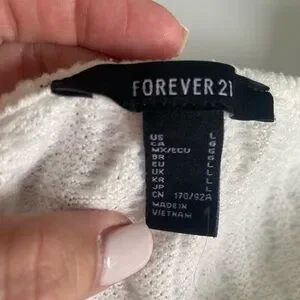 FOREVER 21
US L
CA G
MX/ECU G
BR G
EU L
UK L
KR L
JP L
CN 170/92A
MADE IN
VIETNAM